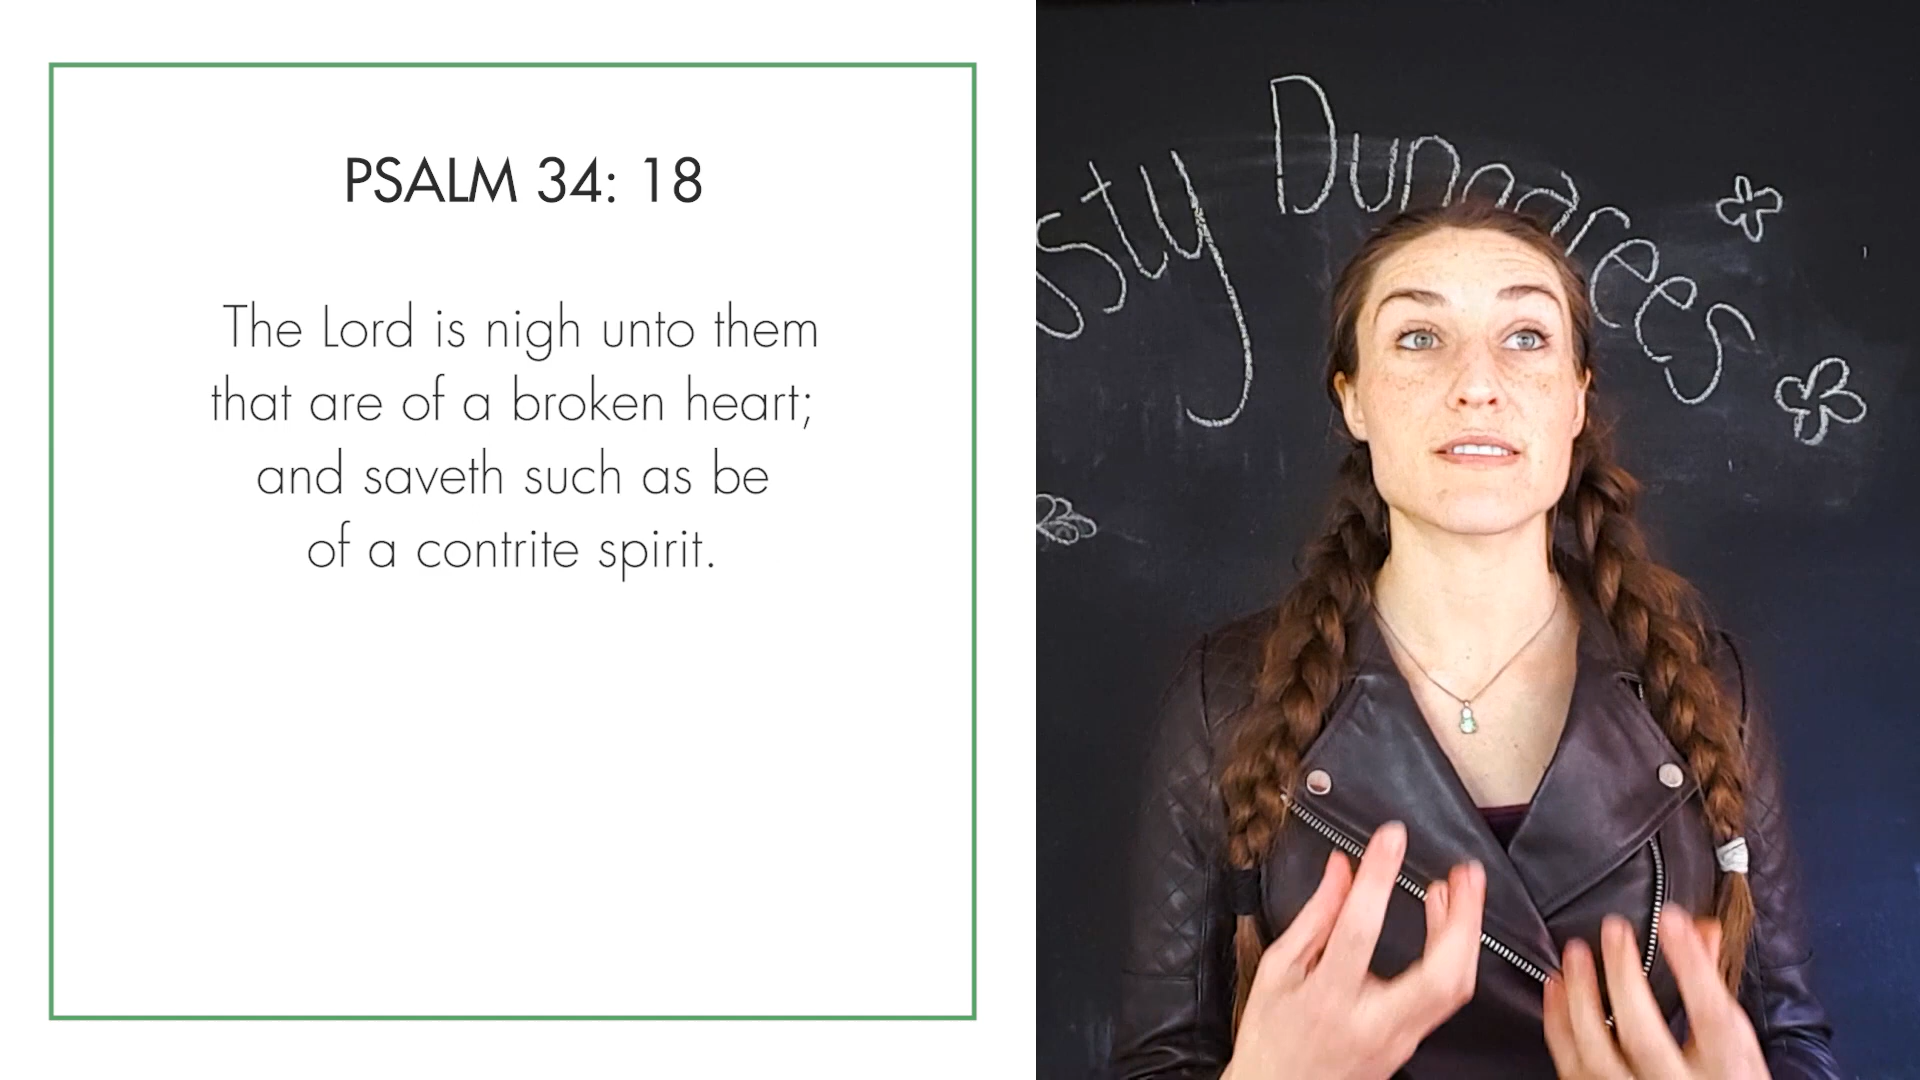 PSALM 34: 18
The Lord is nigh unto them
that are of a broken heart;
and saveth such as be
of a contrite spirit.
Dungarees